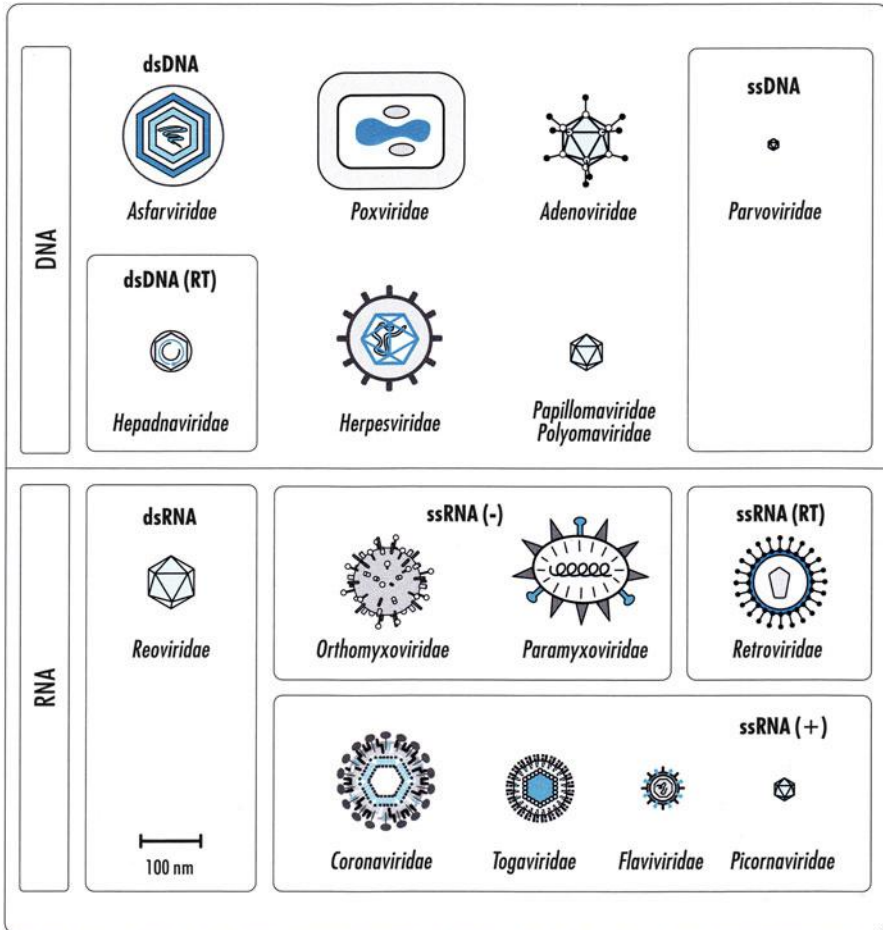 DNA
dsDNA
Asfarviridae
Poxviridae
Adenoviridae
ssDNA
Parvoviridae
dsDNA (RT)
Hepadnaviridae
Herpesviridae
Papillomaviridae
Polyomaviridae
RNA
dsRNA
Reoviridae
100 nm
ssRNA (-)
Orthomyxoviridae
Paramyxoviridae
ssRNA (RT)
Retroviridae
ssRNA (+)
Coronaviridae
Togaviridae
Flaviviridae
Picornaviridae